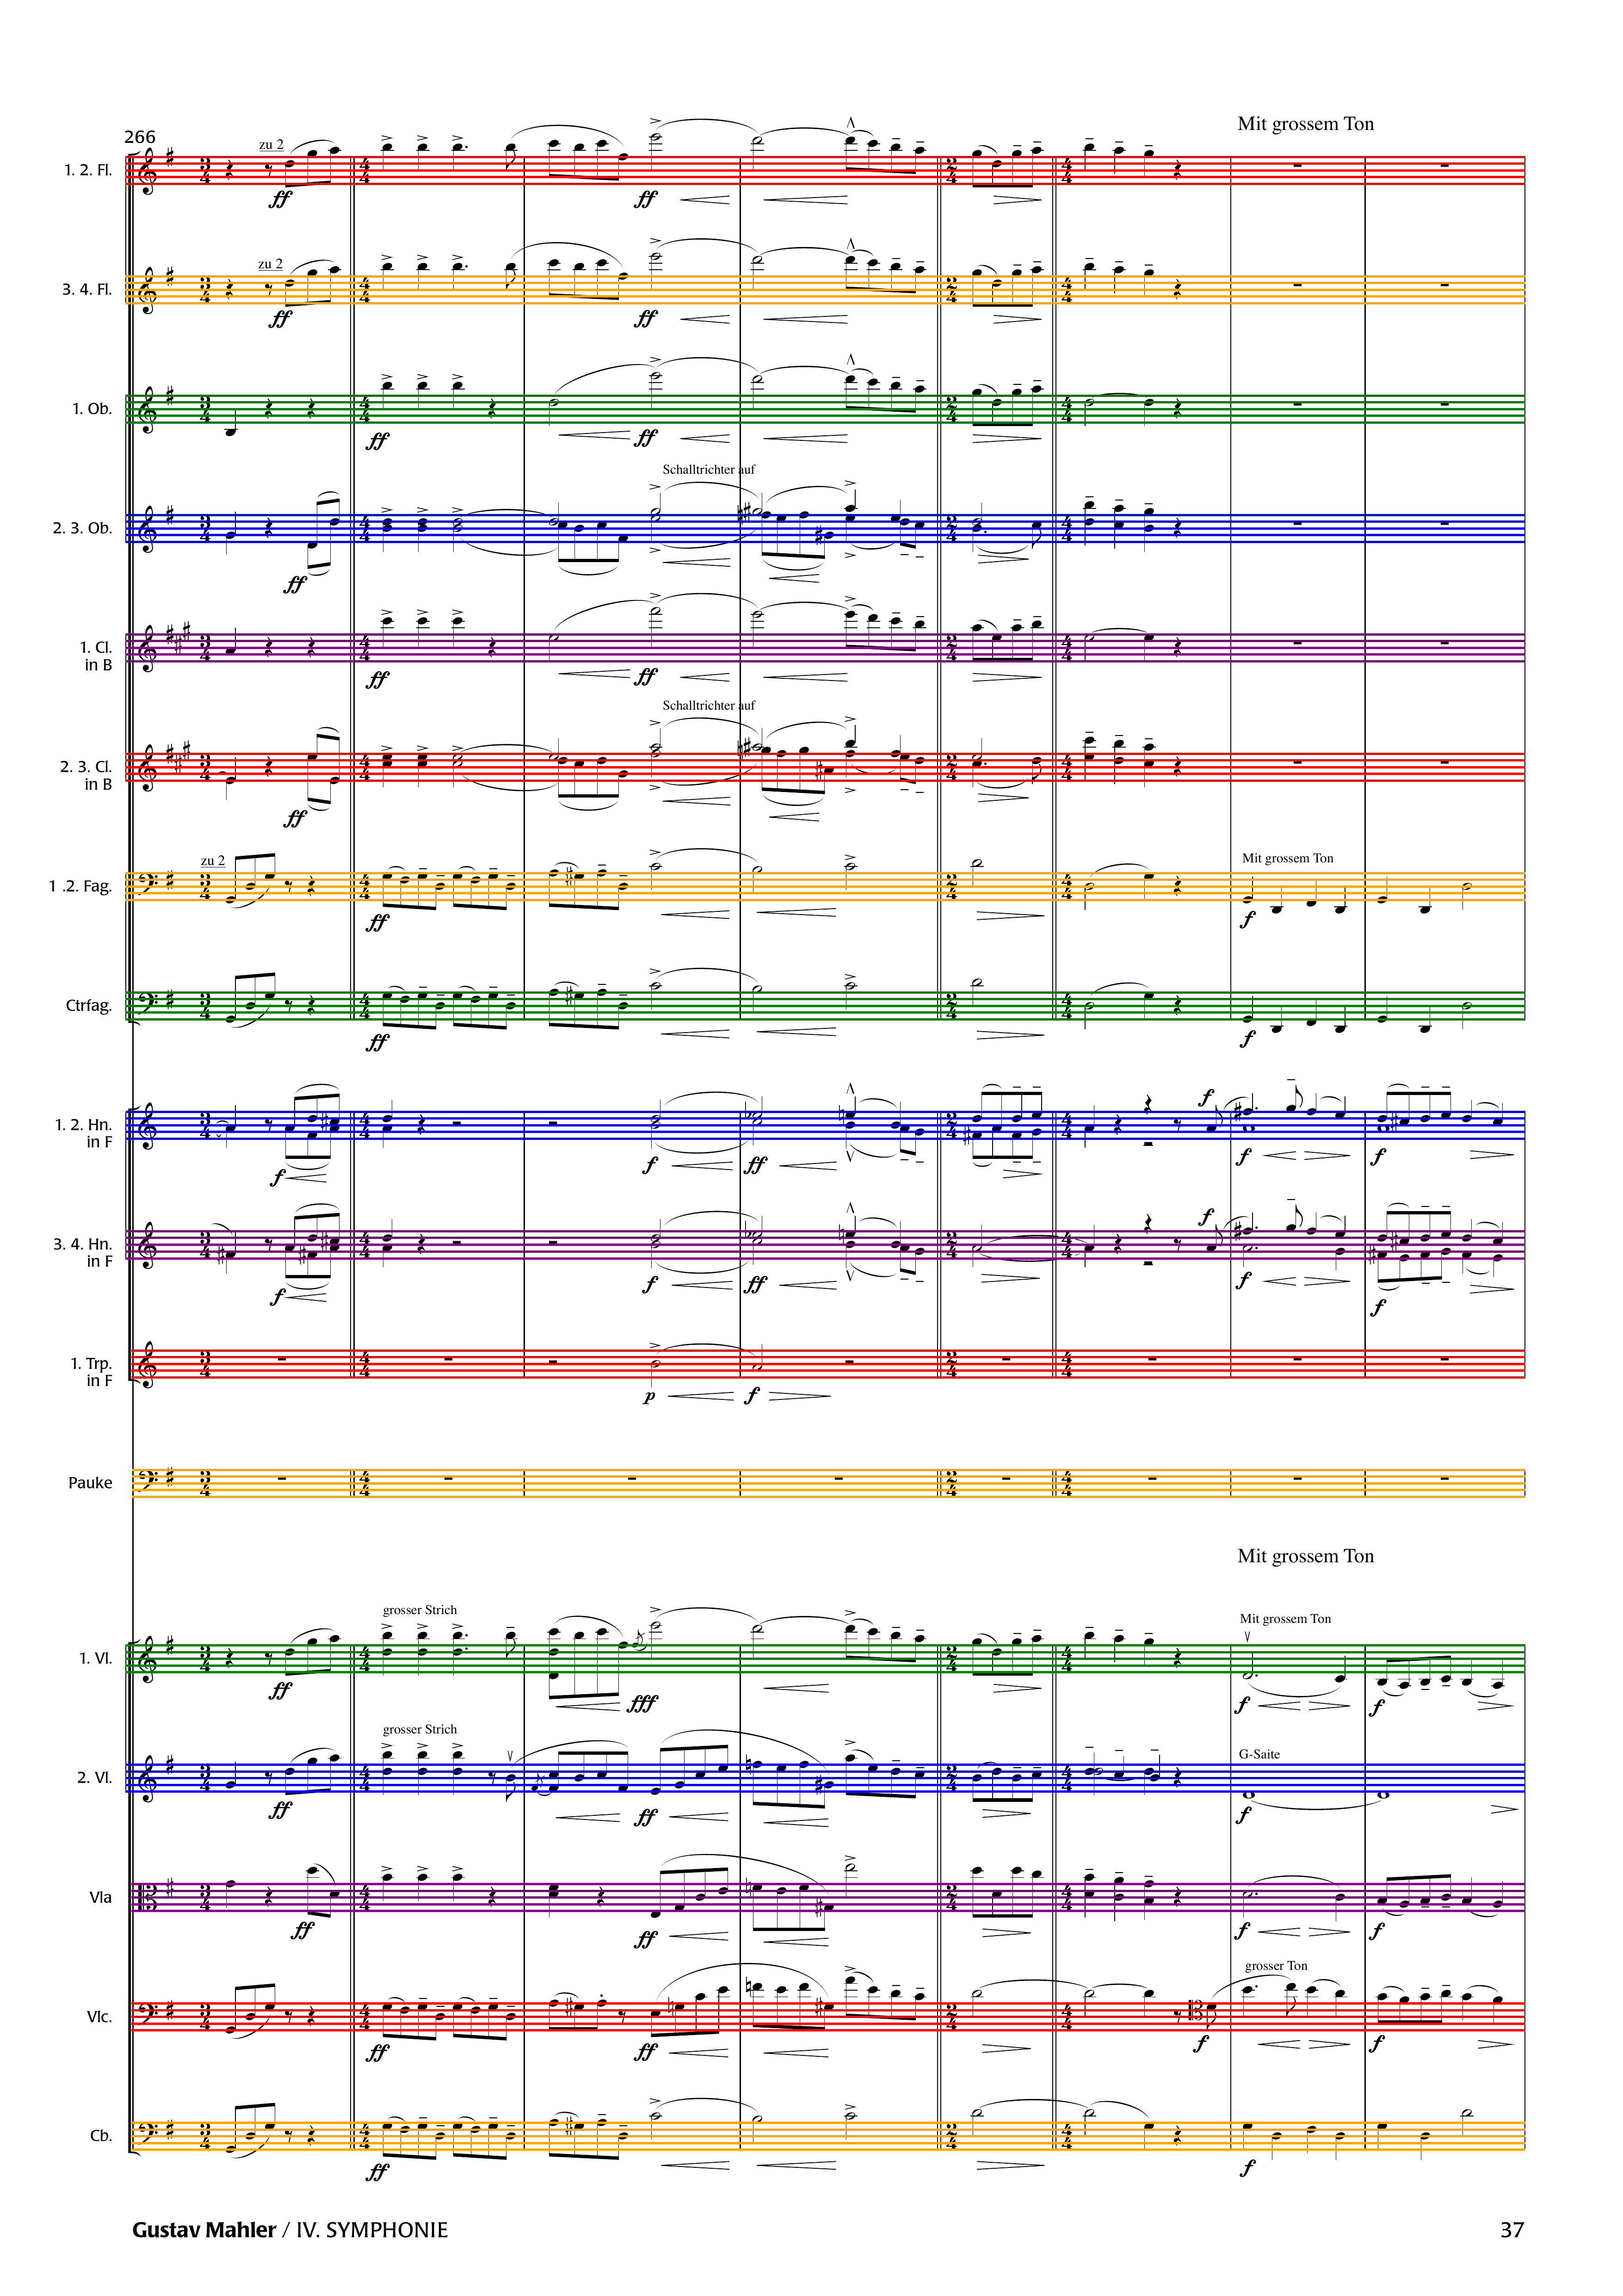 Mit grossem Ton
266
zu 2
1. 2. Fl.
ff
ff
zu 2
3. 4. Fl.
ff
ff
1. Ob.
ff
ff
Schalltrichter auf
2. 3. Ob.
ff
1. Cl.
in B
ff
ff
Schalltrichter auf
2. 3. Cl.
in B
ff
zu 2
Mit grossem Ton
1 .2. Fag.
ff
f
Ctrfag.
ff
f
f
1. 2. Hn.
in F
f
f
ff
f
f
f
3. 4. Hn.
in F
f
f
ff
f
f
1. Trp.
in F
p
f
Pauke
Mit grossem Ton
grosser Strich
Mit grossem Ton
1. Vl.
ff
fff
f
f
grosser Strich
G-Saite
2. Vl.
ff
ff
f
Vla
ff
ff
f
f
grosser Ton
Vlc.
ff
ff
f
f
Cb.
ff
f
Gustav Mahler / IV. SYMPHONIE
37